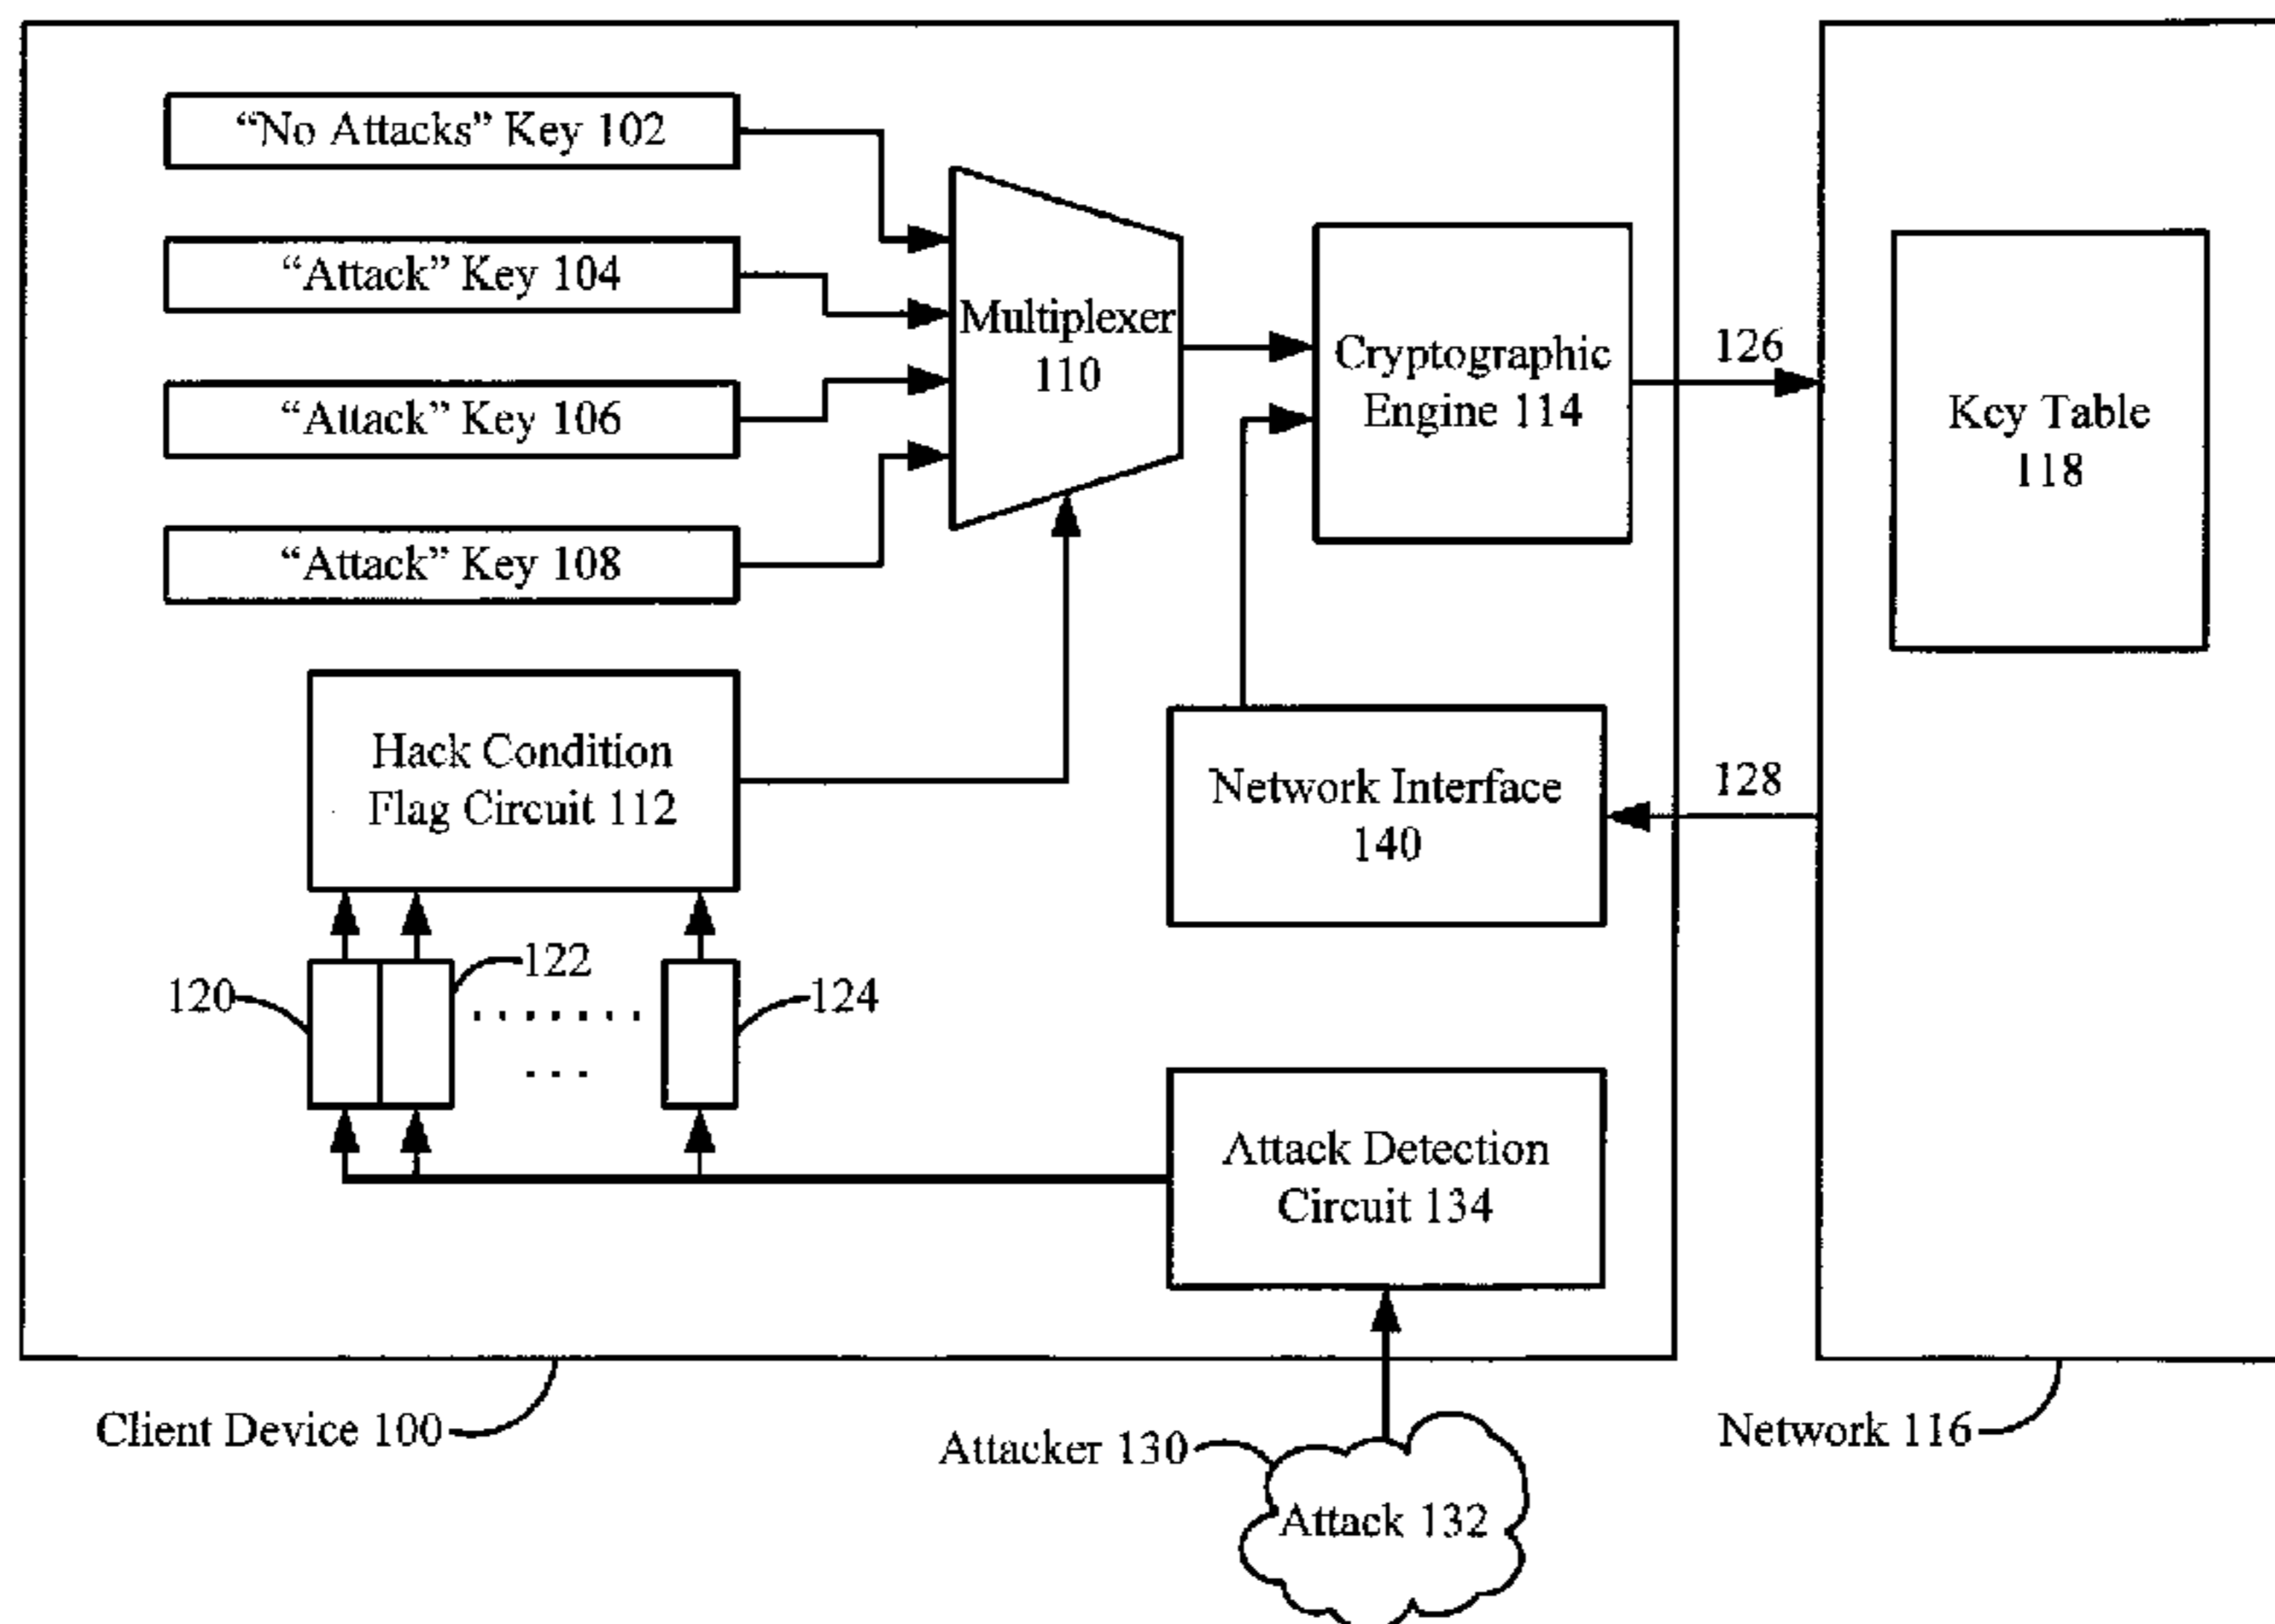 “No Attacks” Key 102
“Attack” Key 104
“Attack” Key 106
“Attack” Key 108
Multiplexer
110
Cryptographic
Engine 114
126
Key Table
118
Hack Condition
Flag Circuit 112
Network Interface
140
128
120
122
124
Attack Detection
Circuit 134
Client Device 100
Attacker 130
Attack 132
Network 116